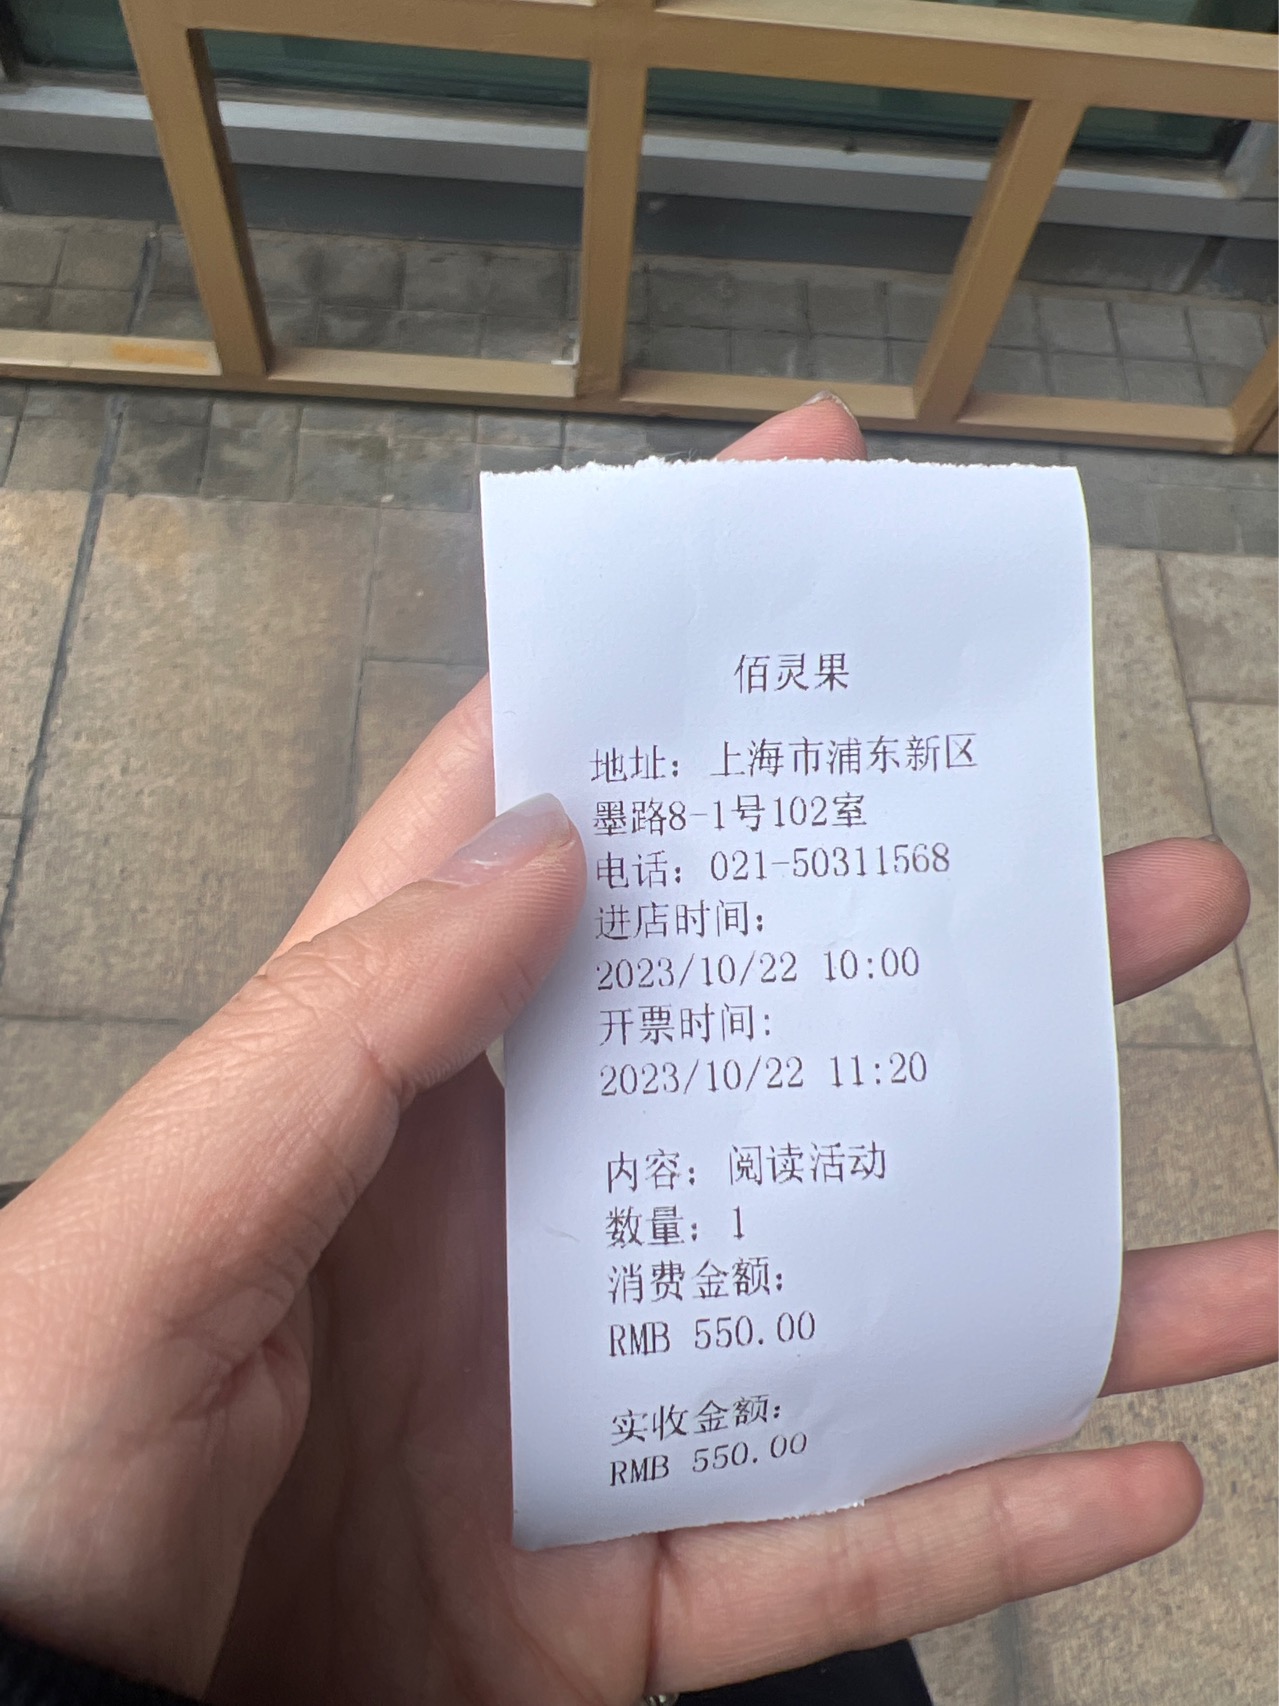 佰灵果
地址：上海市浦东新区
墨路8-1号102室
电话：021-50311568
进店时间：
2023/10/22 10:00
开票时间：
2023/10/22 11:20
内容：阅读活动
数量：1
消费金额：
RMB 550.00
实收金额：
RMB 550.00